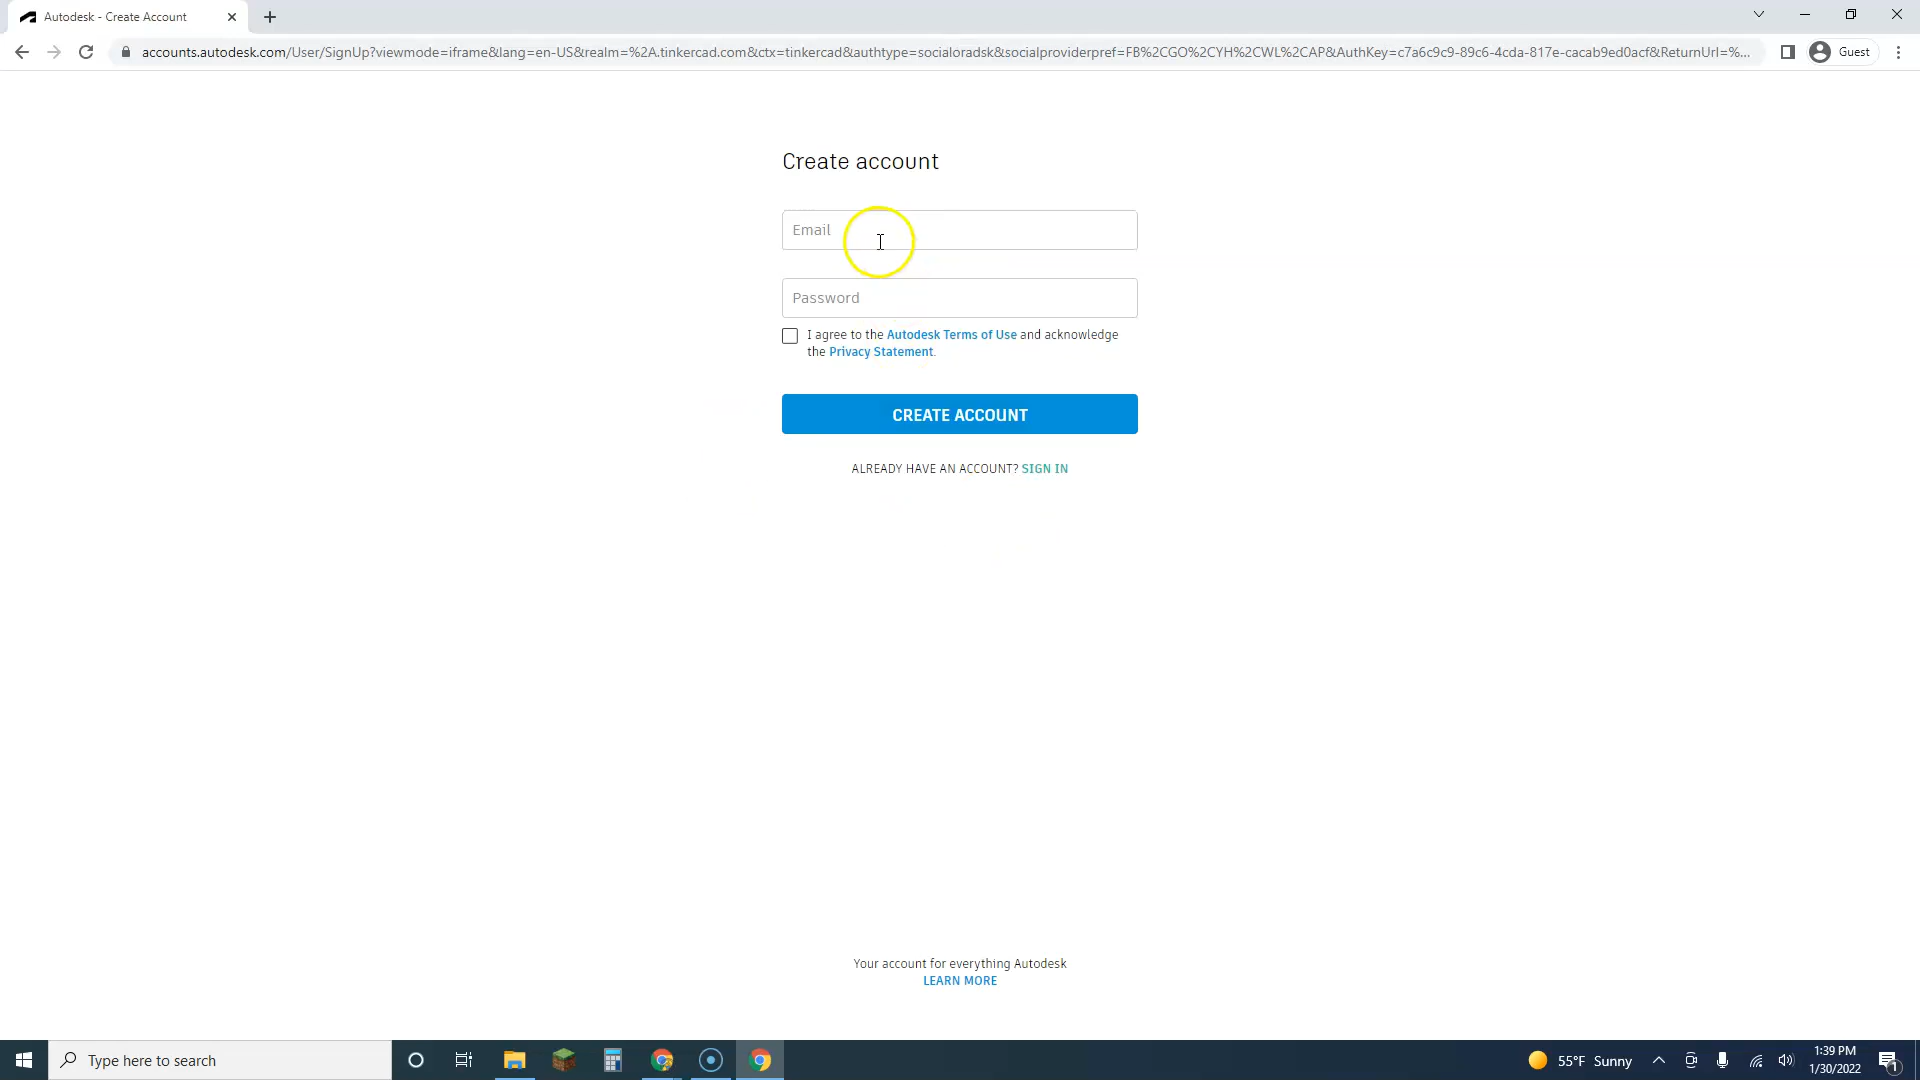 Autodesk - Create Account
accounts.autodesk.com/User/SignUp?viewmode=iframe&lang=en-US&realm=%2A.tinkercad.com&ctx=tinkercad&authtype=socialoradsk&socialproviderpref=FB%2CGO%2CYH%2CWL%2CAP&AuthKey=c7a6c9c9-89c6-4cda-817e-cacab9ed0acf&ReturnUrl=%...
Guest
Create account
Email
Password
I agree to the Autodesk Terms of Use and acknowledge
the Privacy Statement.
CREATE ACCOUNT
ALREADY HAVE AN ACCOUNT? SIGN IN
Your account for everything Autodesk
LEARN MORE
Type here to search
55°F Sunny
1:39 PM
1/30/2022
1